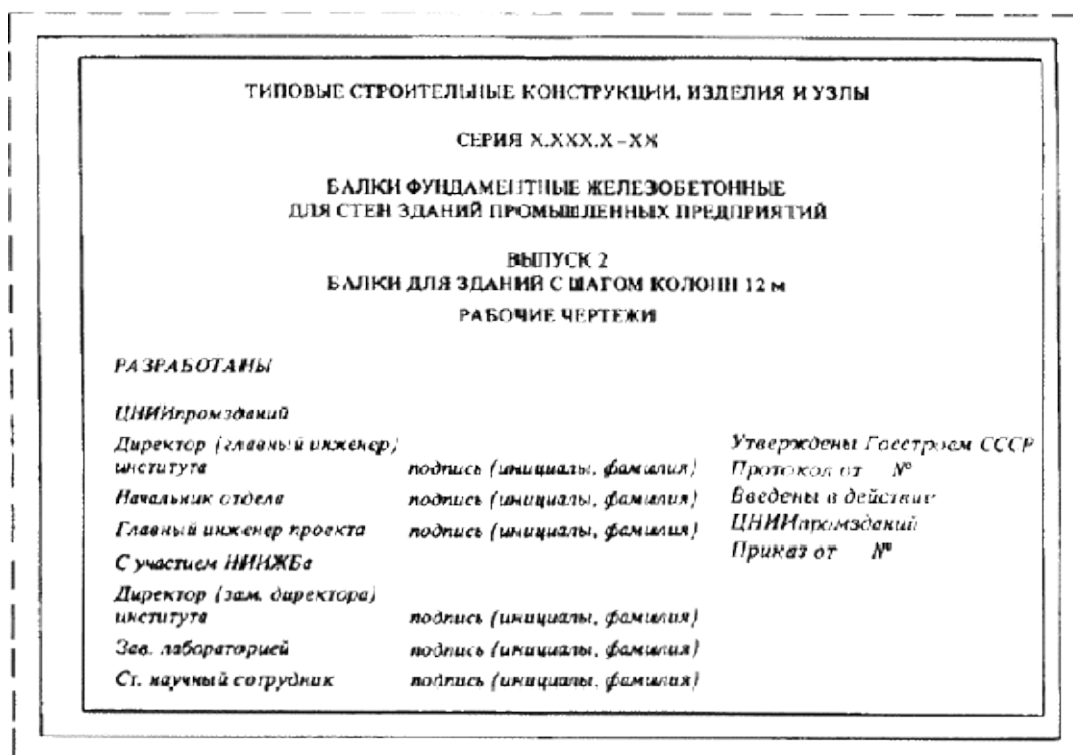 ТИПОВЫЕ СТРОИТЕЛЬНЫЕ КОНСТРУКЦИИ, ИЗДЕЛИЯ И УЗЛЫ
СЕРИЯ X.XXX.X–XX
БАЛКИ ФУНДАМЕНТНЫЕ ЖЕЛЕЗОБЕТОННЫЕ
ДЛЯ СТЕН ЗДАНИЙ ПРОМЫШЛЕННЫХ ПРЕДПРИЯТИЙ
ВЫПУСК 2
БАЛКИ ДЛЯ ЗДАНИЙ С ШАГОМ КОЛОНН 12 м
РАБОЧИЕ ЧЕРТЕЖИ
РАЗРАБОТАНЫ
ЦНИИпромзданий
Директор (главный инженер)
института подпись (инициалы, фамилия)
Начальник отдела подпись (инициалы, фамилия)
Главный инженер проекта подпись (инициалы, фамилия)
С участием НИИЖБа
Директор (зам. директора)
института подпись (инициалы, фамилия)
Зав. лабораторией подпись (инициалы, фамилия)
Ст. научный сотрудник подпись (инициалы, фамилия)
Утверждены Госстроем СССР
Протокол от №
Введены в действие
ЦНИИпромзданий
Приказ от №